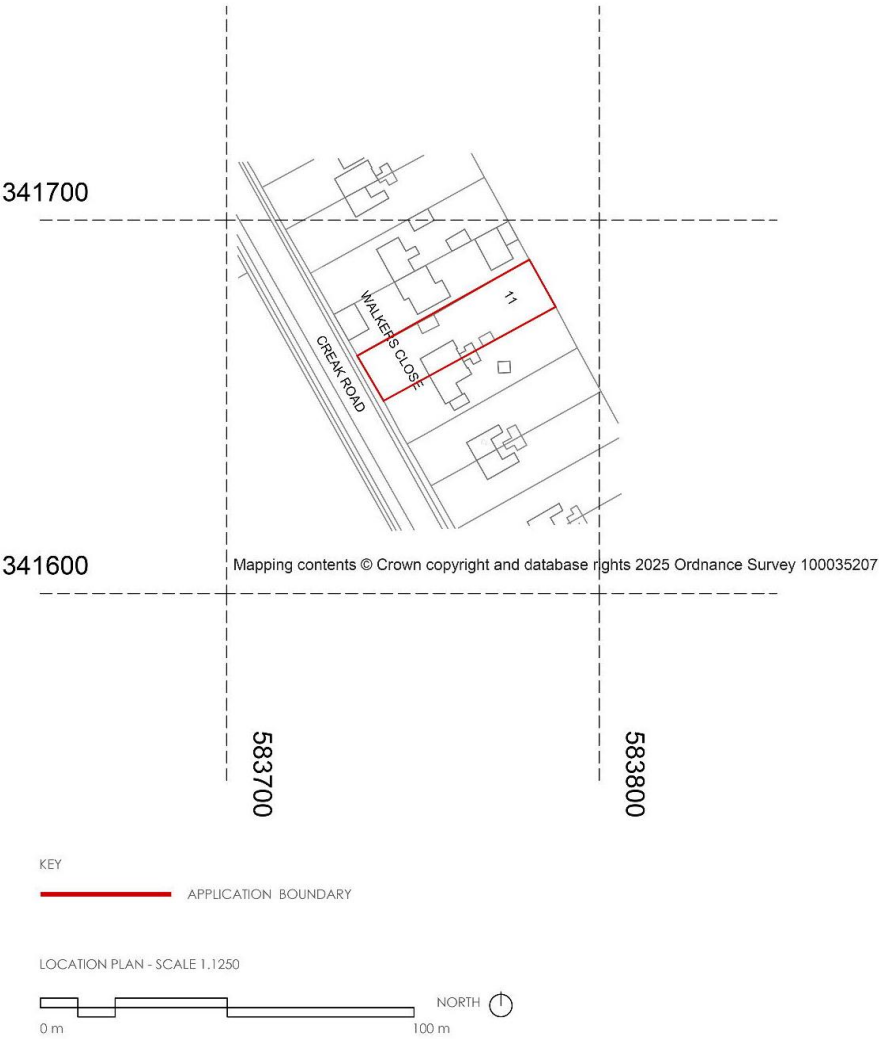 341700
11
WALKERS CLOSE
CREAK ROAD
341600
Mapping contents © Crown copyright and database rights 2025 Ordnance Survey 100035207
583700
583800
KEY
APPLICATION BOUNDARY
LOCATION PLAN - SCALE 1.1250
NORTH
0 m
100 m